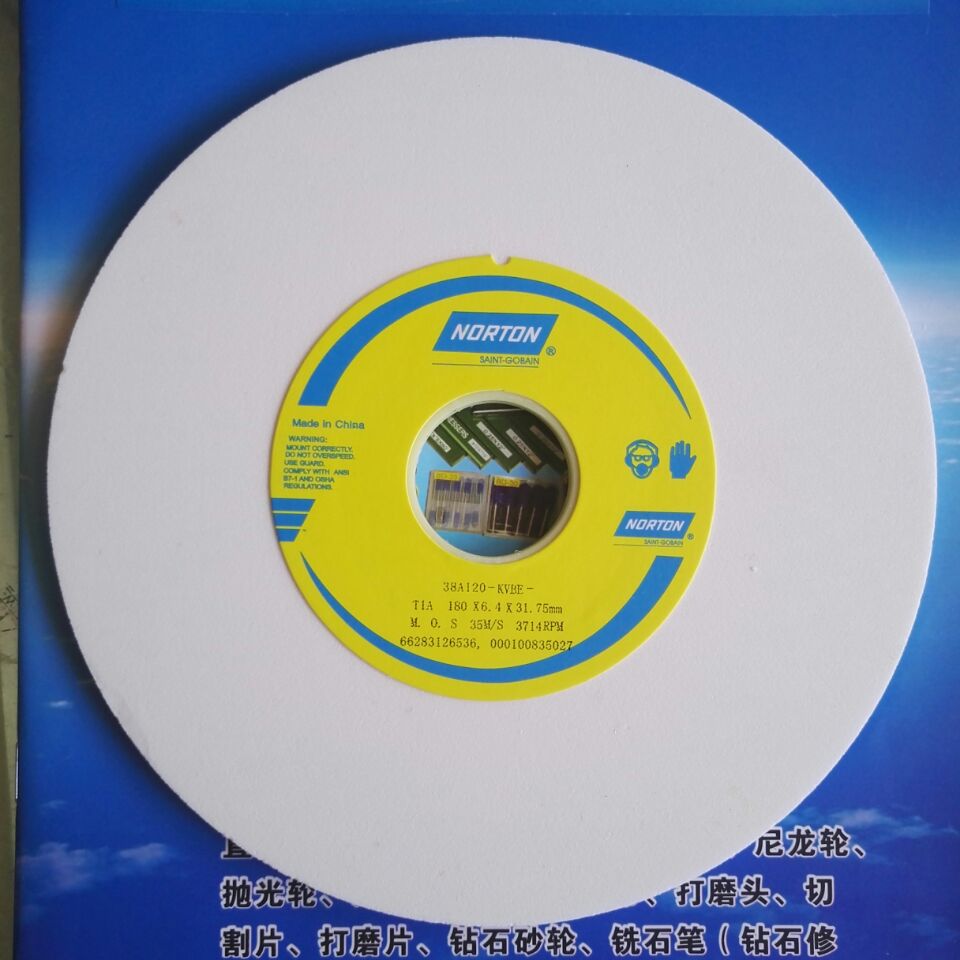 NORTON
®
SAINT-GOBAIN
Made in China
WARNING:
MOUNT CORRECTLY.
DO NOT OVERSPEED.
USE GUARD.
COMPLY WITH ANSI
B7-1 AND OSHA
REGULATIONS.
NORTON
®
SAINT-GOBAIN
38A120-KVBE-
T1A 180 X 6.4 X 31.75mm
M. O. S 35M/S 3714RPM
66283126536, 000100835027
尼龙轮、
抛光轮、
、打磨头、切
割片、打磨片、钻石砂轮、铣石笔（钻石修